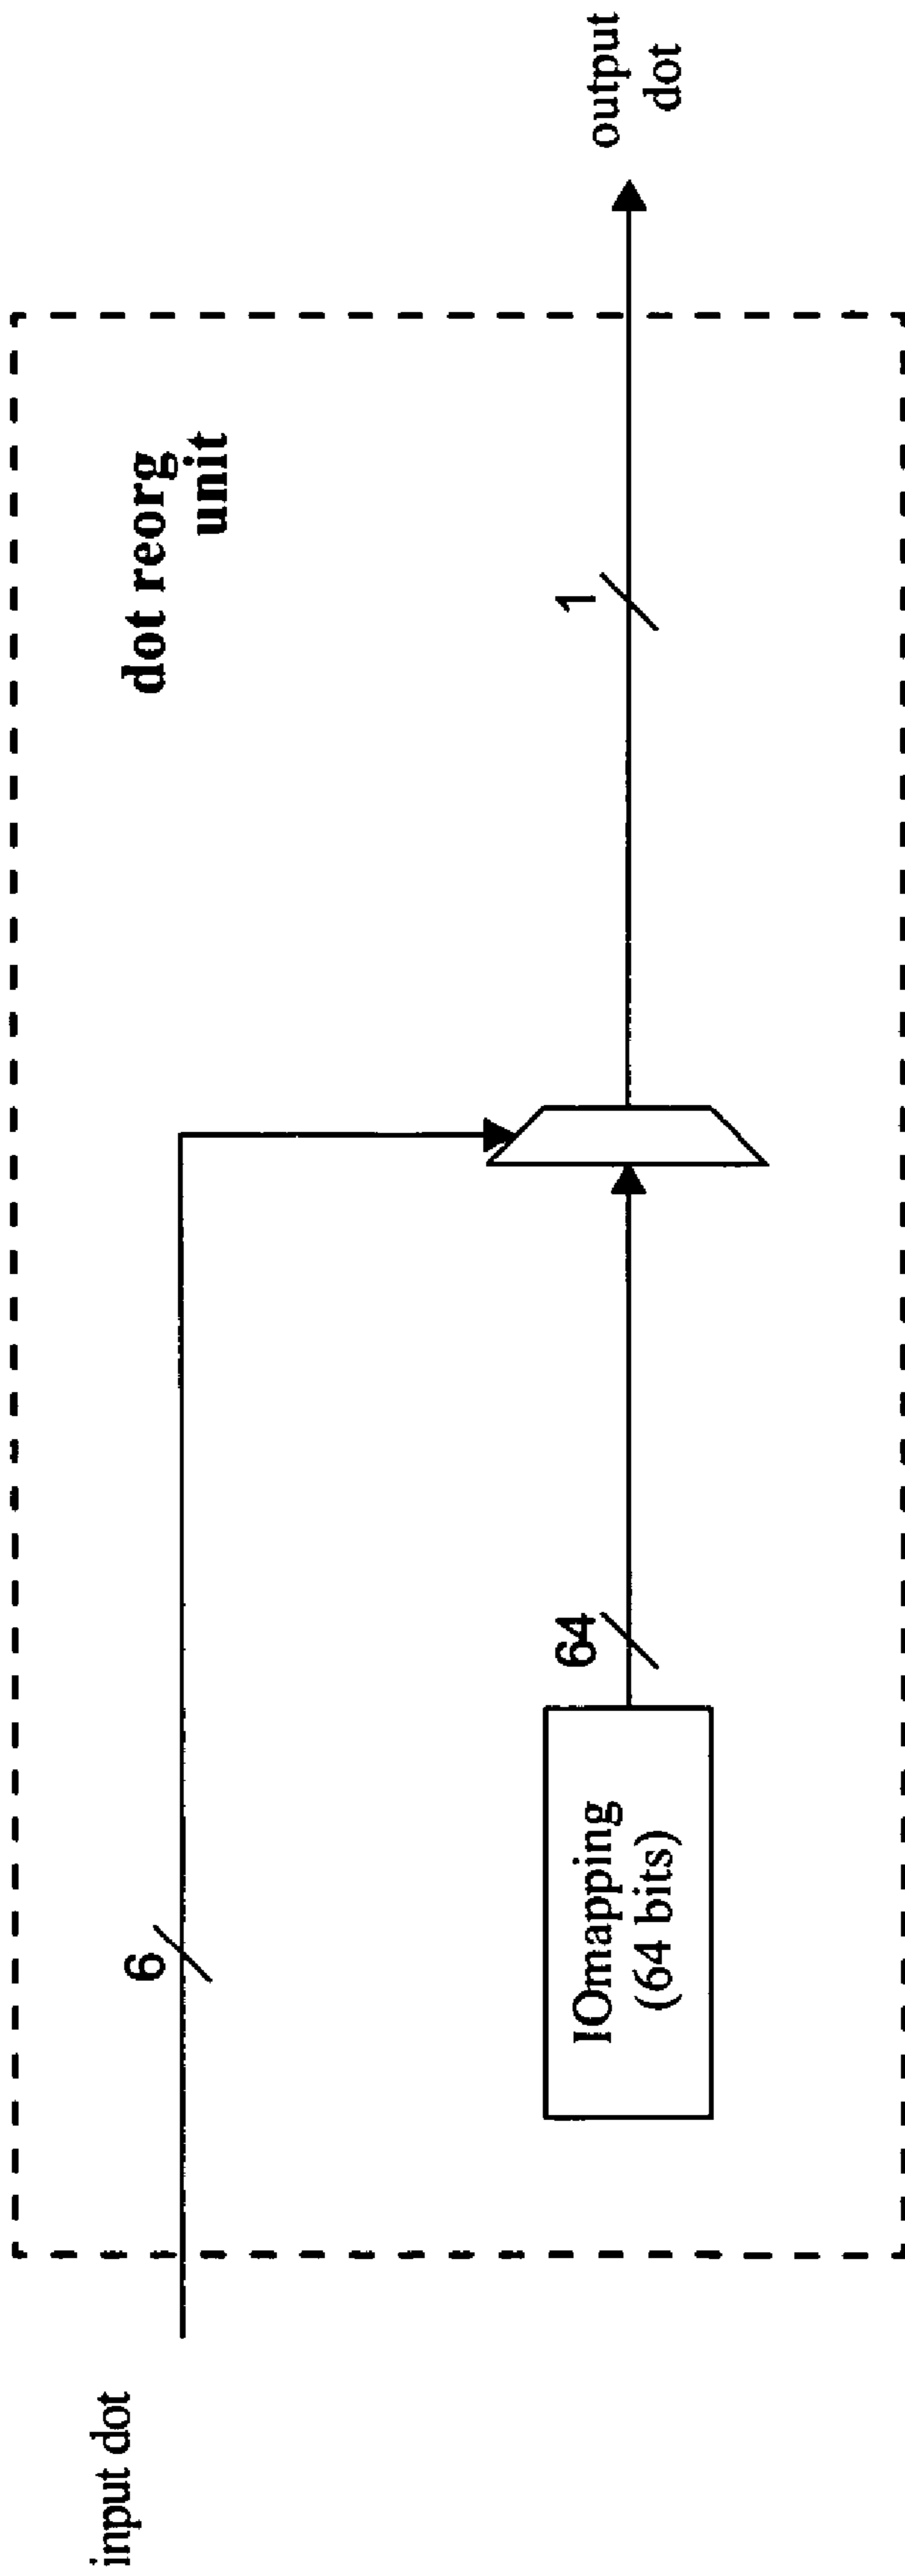 input dot
6
dot reorg
unit
IOmapping
(64 bits)
64
1
output
dot